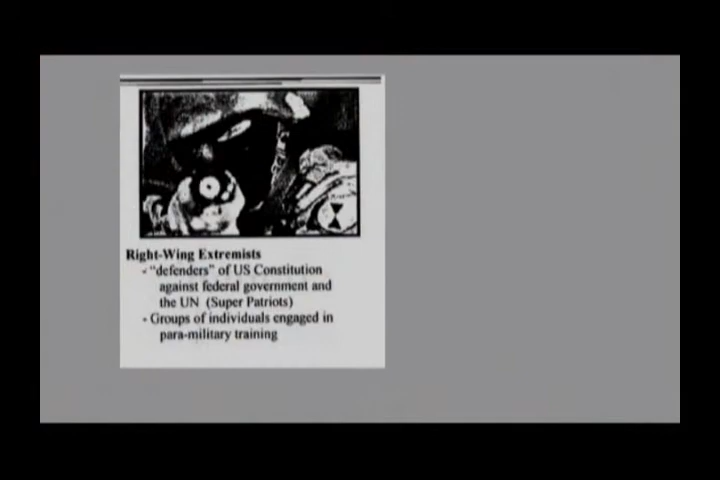 Right-Wing Extremists
- "defenders" of US Constitution
against federal government and
the UN (Super Patriots)
- Groups of individuals engaged in
para-military training